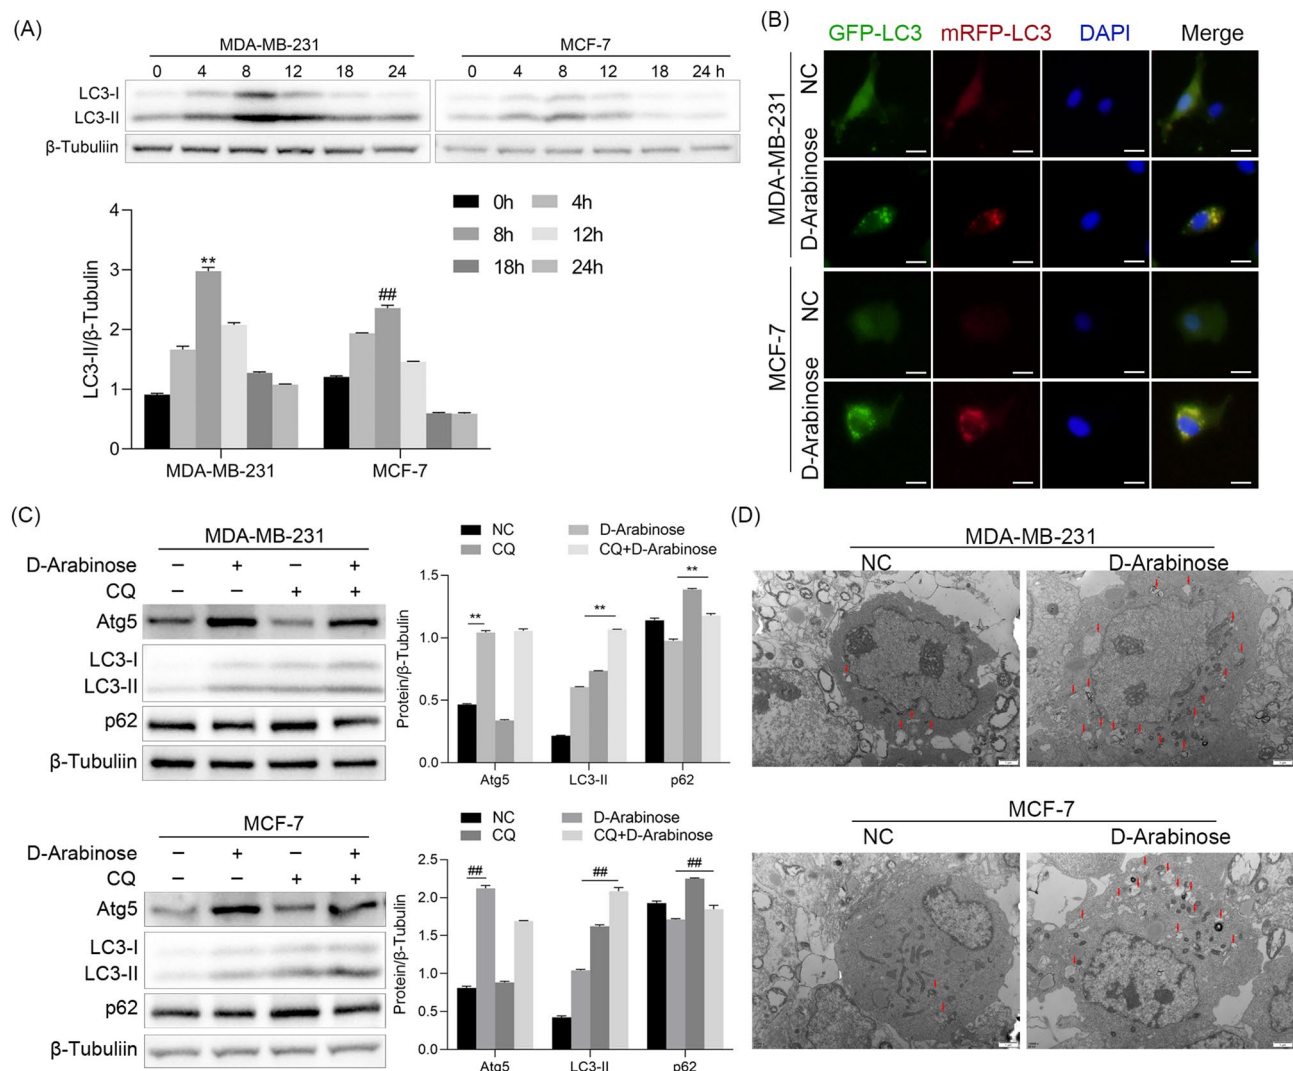 (A)
MDA-MB-231 MCF-7
0 4 8 12 18 24 0 4 8 12 18 24 h
LC3-I
LC3-II
β-Tubuliin
0h 4h
8h 12h
18h 24h
LC3-II/β-Tubulin
4
3
2
1
0
** ##
MDA-MB-231 MCF-7
(B)
GFP-LC3 mRFP-LC3 DAPI Merge
MDA-MB-231
NC
D-Arabinose
MCF-7
NC
D-Arabinose
(C)
MDA-MB-231
D-Arabinose − + − +
CQ − − + +
Atg5
LC3-I
LC3-II
p62
β-Tubuliin
NC D-Arabinose
CQ CQ+D-Arabinose
Protein/β-Tubulin
1.5
1.0
0.5
0.0
** ** **
Atg5 LC3-II p62
MCF-7
D-Arabinose − + − +
CQ − − + +
Atg5
LC3-I
LC3-II
p62
β-Tubuliin
NC D-Arabinose
CQ CQ+D-Arabinose
Protein/β-Tubulin
2.5
2.0
1.5
1.0
0.5
0.0
## ## ##
Atg5 LC3-II p62
(D)
MDA-MB-231
NC D-Arabinose
MCF-7
NC D-Arabinose